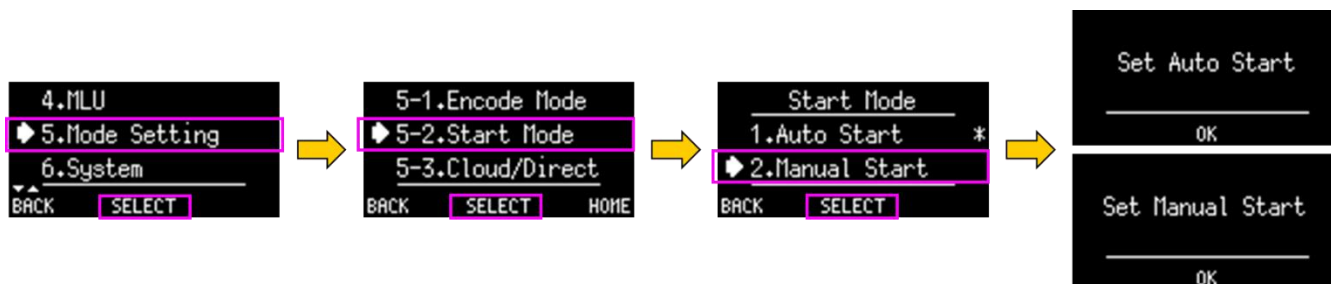 4.MLU
5.Mode Setting
6.System
BACK SELECT
5-1.Encode Mode
5-2.Start Mode
5-3.Cloud/Direct
BACK SELECT HOME
Start Mode
1.Auto Start *
2.Manual Start
BACK SELECT
Set Auto Start
OK
Set Manual Start
OK